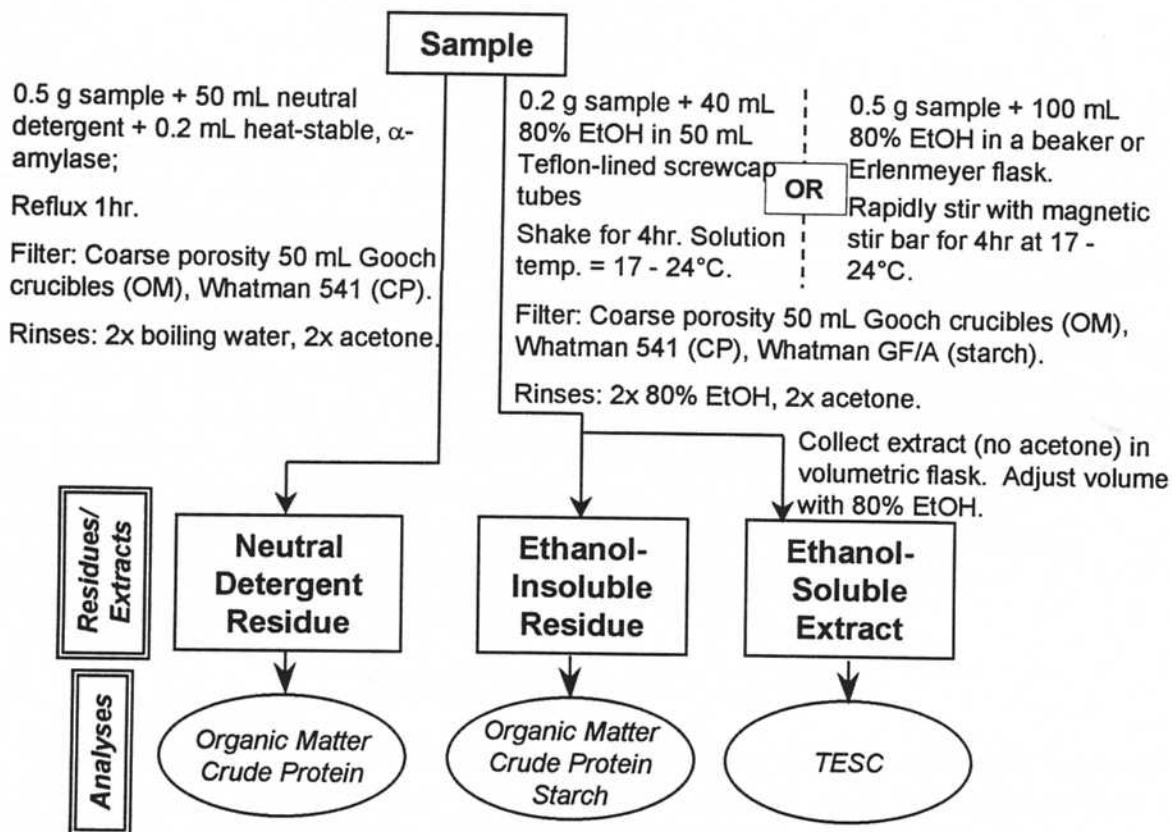 Sample
0.5 g sample + 50 mL neutral
detergent + 0.2 mL heat-stable, α-
amylase;
Reflux 1hr.
Filter: Coarse porosity 50 mL Gooch
crucibles (OM), Whatman 541 (CP).
Rinses: 2x boiling water, 2x acetone.
0.2 g sample + 40 mL
80% EtOH in 50 mL
Teflon-lined screwcap
tubes
Shake for 4hr. Solution
temp. = 17 - 24°C.
OR
0.5 g sample + 100 mL
80% EtOH in a beaker or
Erlenmeyer flask.
Rapidly stir with magnetic
stir bar for 4hr at 17 -
24°C.
Filter: Coarse porosity 50 mL Gooch crucibles (OM),
Whatman 541 (CP), Whatman GF/A (starch).
Rinses: 2x 80% EtOH, 2x acetone.
Collect extract (no acetone) in
volumetric flask. Adjust volume
with 80% EtOH.
Residues/
Extracts
Neutral
Detergent
Residue
Ethanol-
Insoluble
Residue
Ethanol-
Soluble
Extract
Analyses
Organic Matter
Crude Protein
Organic Matter
Crude Protein
Starch
TESC